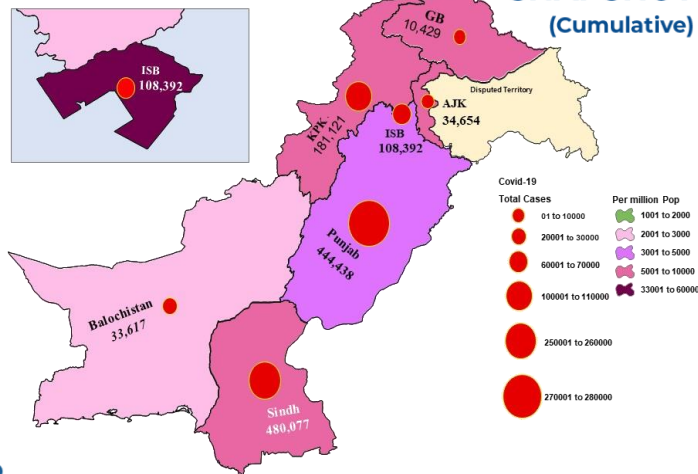 (Cumulative)
ISB
108,392
GB
10,429
Disputed Territory
KPK.
181,121
AJK
34,654
ISB
108,392
Punjab
444,438
Balochistan
33,617
Sindh
480,077
Covid-19
Total Cases
01 to 10000
20001 to 30000
60001 to 70000
100001 to 110000
250001 to 260000
270001 to 280000
Per million Pop
1001 to 2000
2001 to 3000
3001 to 5000
5001 to 10000
33001 to 60000